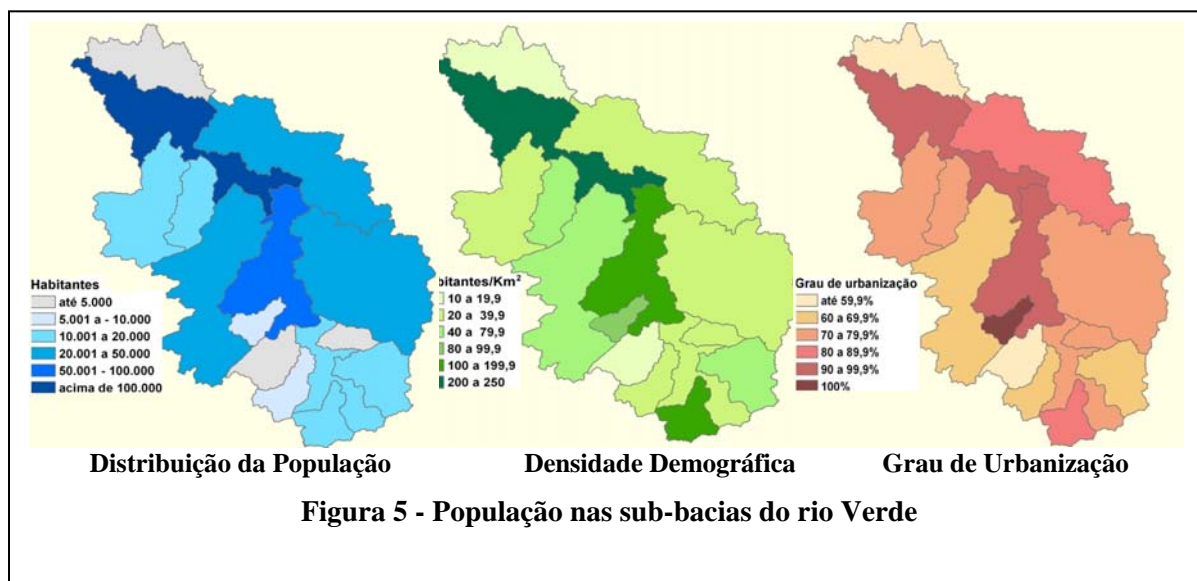 Habitantes
até 5.000
5.001 a - 10.000
10.001 a 20.000
20.001 a 50.000
50.001 - 100.000
acima de 100.000
bitantes/Km²
10 a 19,9
20 a 39,9
40 a 79,9
80 a 99,9
100 a 199,9
200 a 250
Grau de urbanização
até 59,9%
60 a 69,9%
70 a 79,9%
80 a 89,9%
90 a 99,9%
100%
Distribuição da População Densidade Demográfica Grau de Urbanização
Figura 5 - População nas sub-bacias do rio Verde